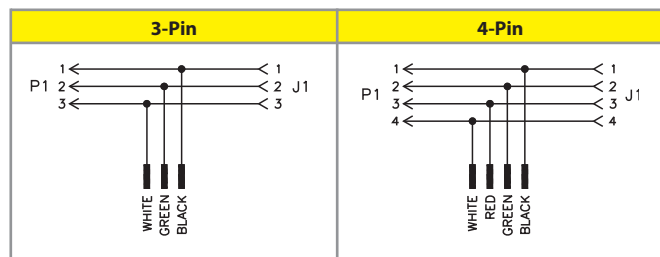 3-Pin
4-Pin
1 1
P1 2 2 J1
3 3
WHITE
GREEN
BLACK
1 1
2 2
P1 3 3 J1
4 4
WHITE
RED
GREEN
BLACK